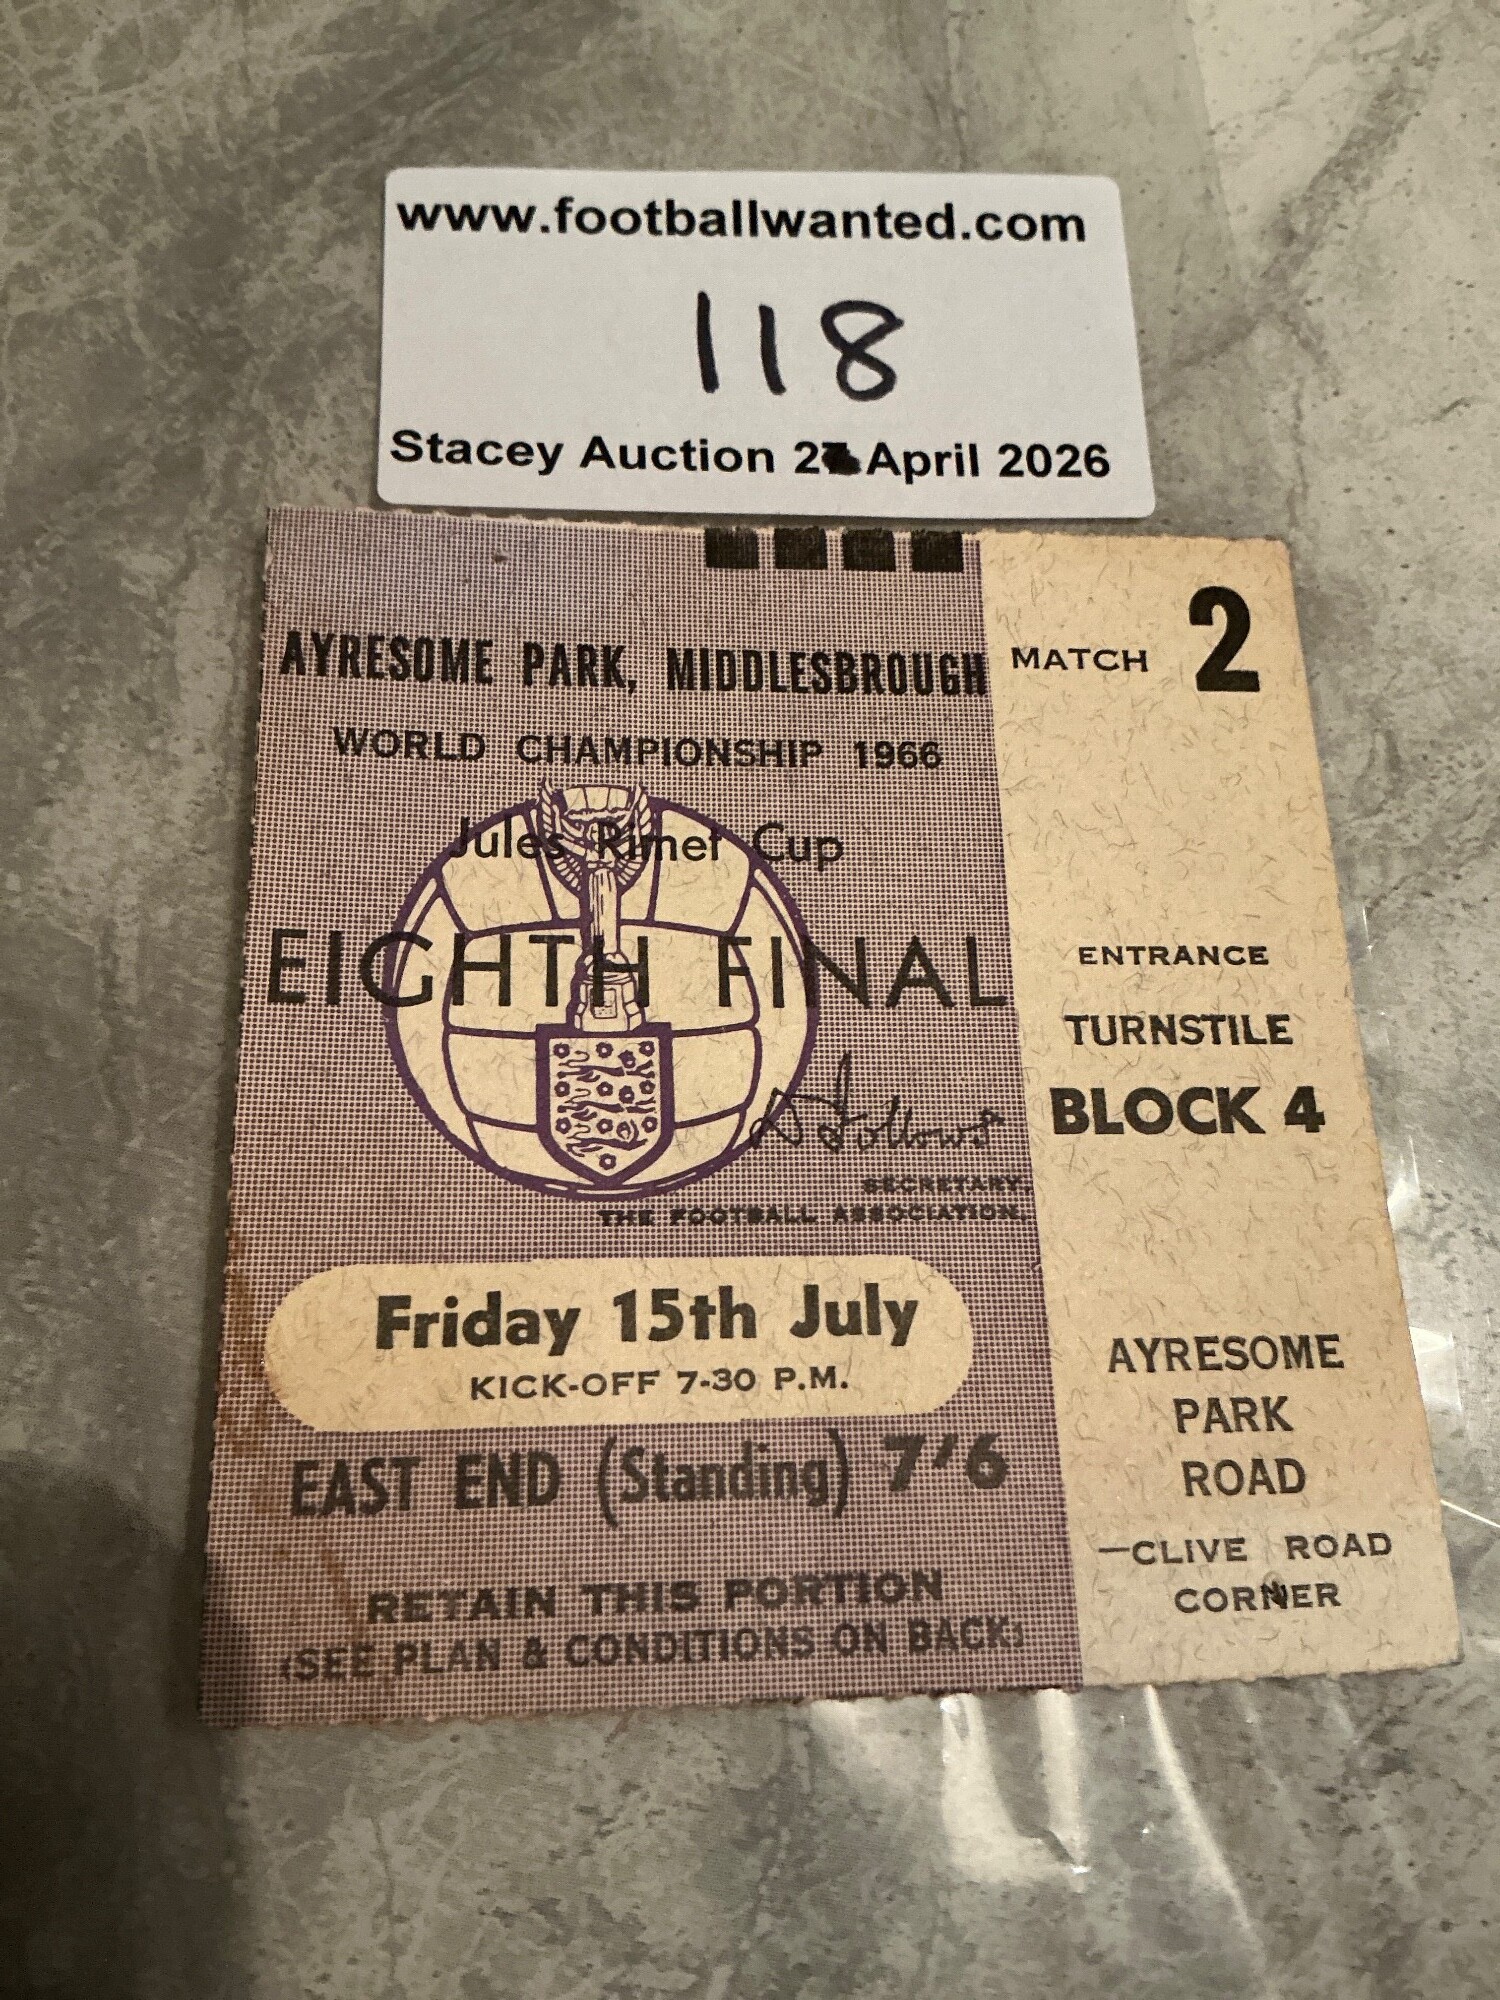 www.footballwanted.com
118
Stacey Auction 2 April 2026
AYRESOME PARK, MIDDLESBROUGH
WORLD CHAMPIONSHIP 1966
Jules Rimet Cup
EIGHTH FINAL
D Follows
SECRETARY,
THE FOOTBALL ASSOCIATION.
Friday 15th July
KICK-OFF 7-30 P.M.
EAST END (Standing) 7'6
RETAIN THIS PORTION
(SEE PLAN & CONDITIONS ON BACK)
MATCH 2
ENTRANCE
TURNSTILE
BLOCK 4
AYRESOME
PARK
ROAD
—CLIVE ROAD
CORNER